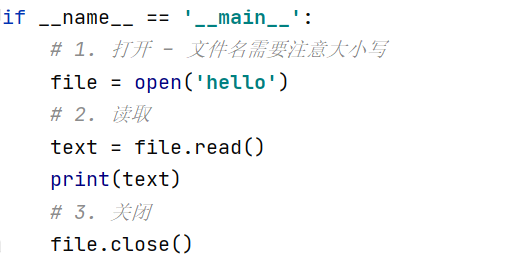 if __name__ == '__main__':
    # 1. 打开 - 文件名需要注意大小写
    file = open('hello')
    # 2. 读取
    text = file.read()
    print(text)
    # 3. 关闭
    file.close()